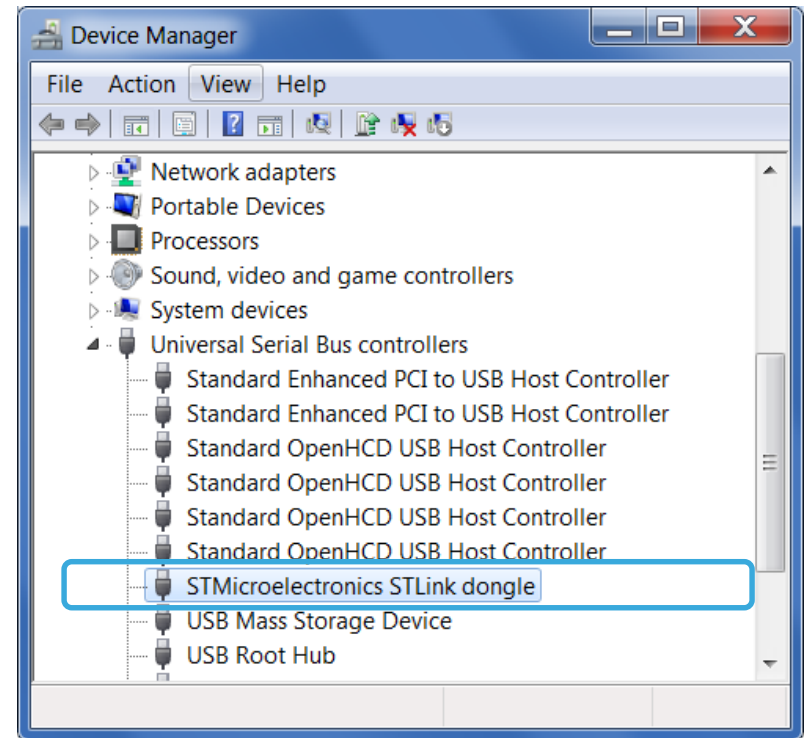 Device Manager
File Action View Help
Network adapters
Portable Devices
Processors
Sound, video and game controllers
System devices
Universal Serial Bus controllers
Standard Enhanced PCI to USB Host Controller
Standard Enhanced PCI to USB Host Controller
Standard OpenHCD USB Host Controller
Standard OpenHCD USB Host Controller
Standard OpenHCD USB Host Controller
Standard OpenHCD USB Host Controller
STMicroelectronics STLink dongle
USB Mass Storage Device
USB Root Hub